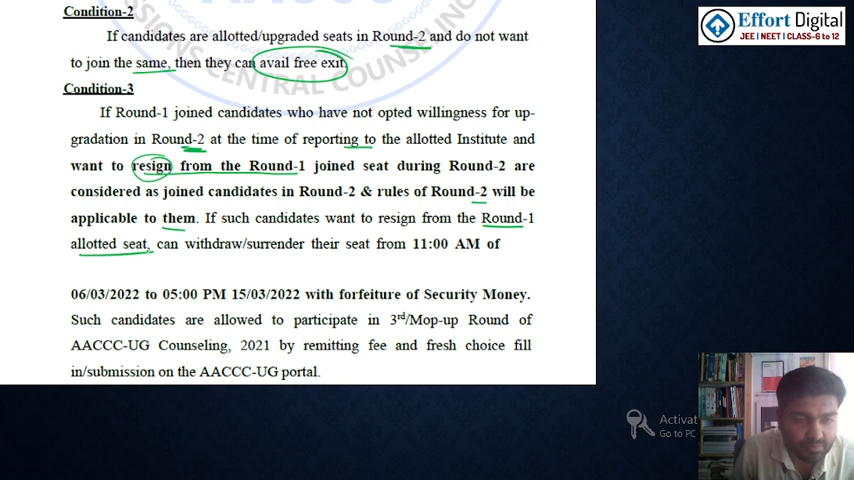 Condition-2
If candidates are allotted/upgraded seats in Round-2 and do not want
to join the same, then they can avail free exit.
Condition-3
If Round-1 joined candidates who have not opted willingness for up-
gradation in Round-2 at the time of reporting to the allotted Institute and
want to resign from the Round-1 joined seat during Round-2 are
considered as joined candidates in Round-2 & rules of Round-2 will be
applicable to them. If such candidates want to resign from the Round-1
allotted seat, can withdraw/surrender their seat from 11:00 AM of
06/03/2022 to 05:00 PM 15/03/2022 with forfeiture of Security Money.
Such candidates are allowed to participate in 3rd/Mop-up Round of
AACCC-UG Counseling, 2021 by remitting fee and fresh choice fill
in/submission on the AACCC-UG portal.
Effort Digital
JEE | NEET | CLASS-6 to 12
CENTRAL COUNSELING
Activat
Go to PC